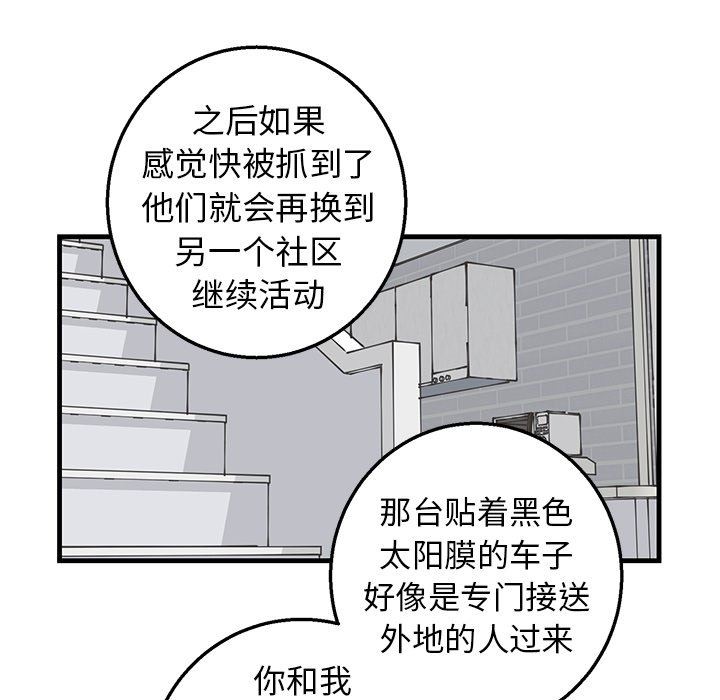 之后如果
感觉快被抓到了
他们就会再换到
另一个社区
继续活动
那台贴着黑色
太阳膜的车子
好像是专门接送
外地的人过来
你和我